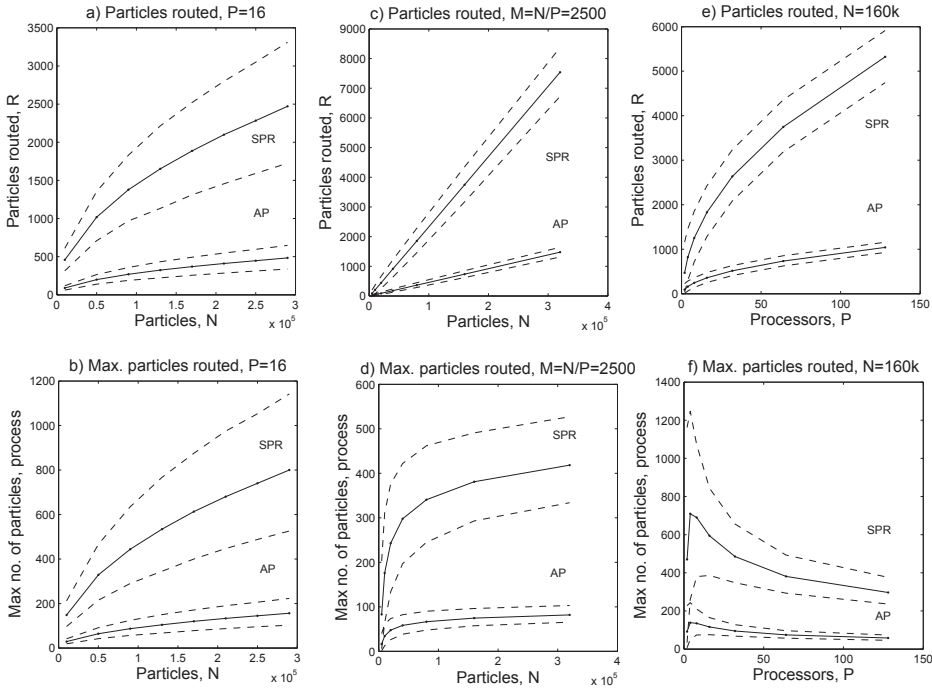 a) Particles routed, P=16
3500
3000
2500
2000
1500
1000
500
0
Particles routed, R
SPR
AP
0 0.5 1 1.5 2 2.5 3
x 10^5
Particles, N
c) Particles routed, M=N/P=2500
9000
8000
7000
6000
5000
4000
3000
2000
1000
0
Particles routed, R
SPR
AP
0 1 2 3 4
x 10^5
Particles, N
e) Particles routed, N=160k
6000
5000
4000
3000
2000
1000
0
Particles routed, R
SPR
AP
0 50 100 150
Processors, P
b) Max. particles routed, P=16
1200
1000
800
600
400
200
0
Max no. of particles, process
SPR
AP
0 0.5 1 1.5 2 2.5 3
x 10^5
Particles, N
d) Max. particles routed, M=N/P=2500
600
500
400
300
200
100
0
Max no. of particles, process
SPR
AP
0 1 2 3 4
x 10^5
Particles, N
f) Max. particles routed, N=160k
1400
1200
1000
800
600
400
200
0
Max no. of particles, process
SPR
AP
0 50 100 150
Processors, P